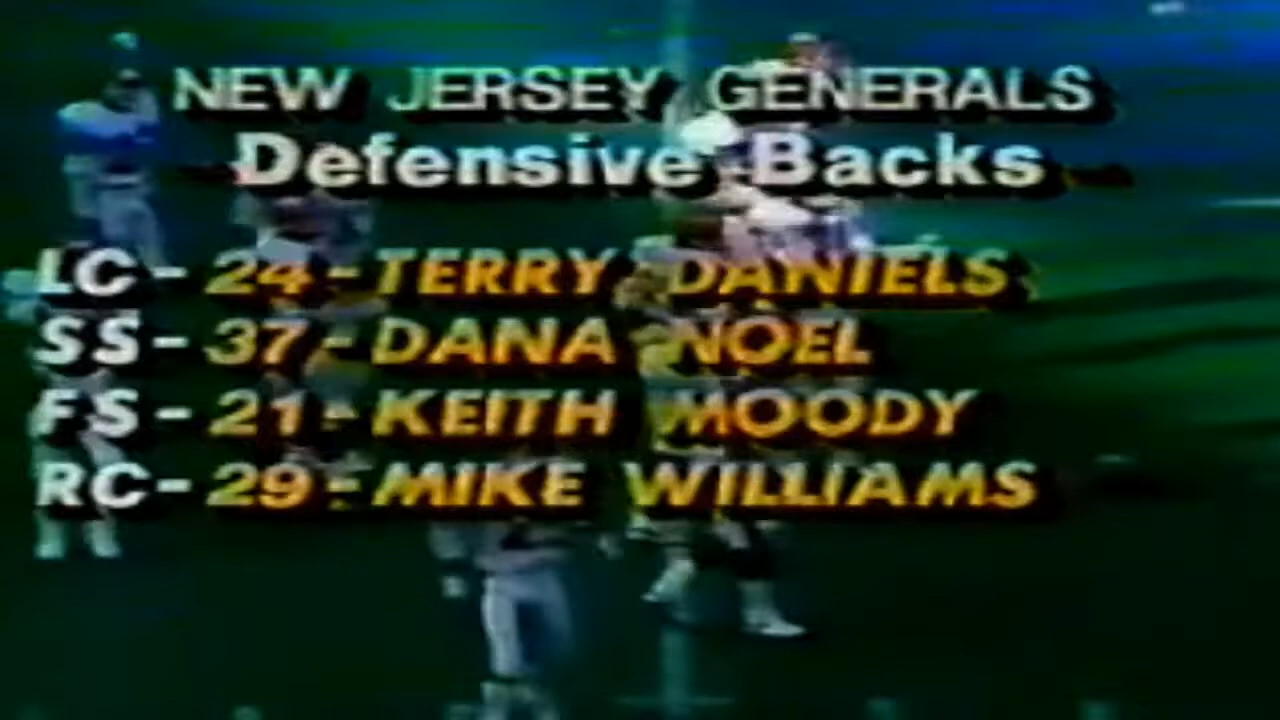 NEW JERSEY GENERALS
Defensive Backs
LC - 24 - TERRY DANIELS
SS - 37 - DANA NOEL
FS - 21 - KEITH MOODY
RC - 29 - MIKE WILLIAMS